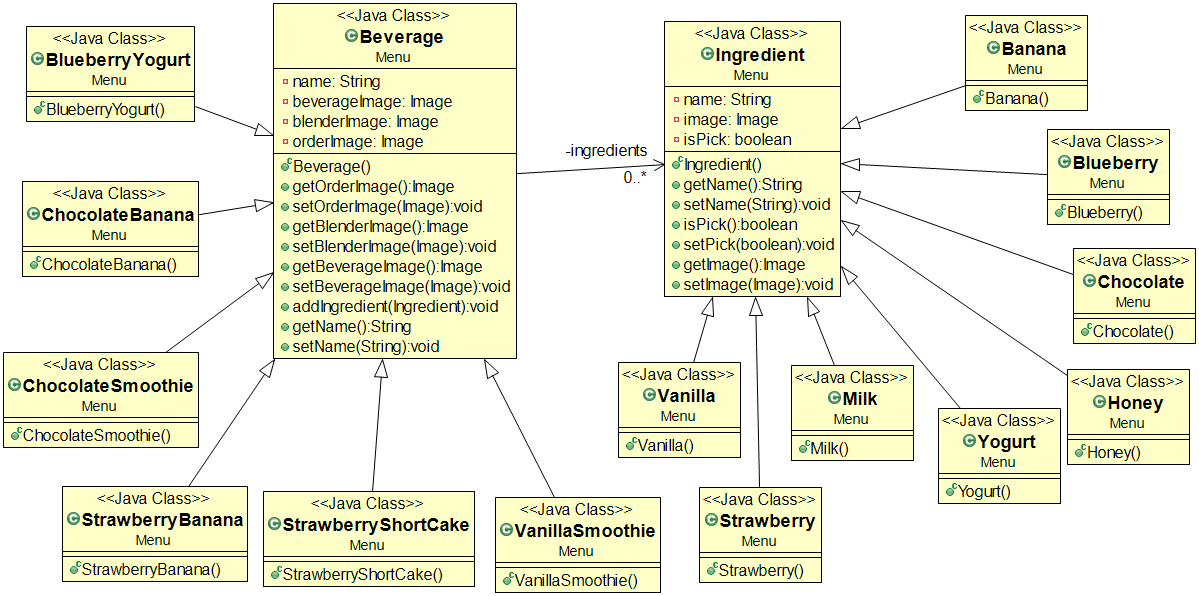 <<Java Class>>
BlueberryYogurt
Menu
BlueberryYogurt()
<<Java Class>>
ChocolateBanana
Menu
ChocolateBanana()
<<Java Class>>
ChocolateSmoothie
Menu
ChocolateSmoothie()
<<Java Class>>
StrawberryBanana
Menu
StrawberryBanana()
<<Java Class>>
Beverage
Menu
name: String
beverageImage: Image
blenderImage: Image
orderImage: Image
Beverage()
getOrderImage():Image
setOrderImage(Image):void
getBlenderImage():Image
setBlenderImage(Image):void
getBeverageImage():Image
setBeverageImage(Image):void
addIngredient(Ingredient):void
getName():String
setName(String):void
<<Java Class>>
StrawberryShortCake
Menu
StrawberryShortCake()
<<Java Class>>
VanillaSmoothie
Menu
VanillaSmoothie()
-ingredients
0..*
<<Java Class>>
Ingredient
Menu
name: String
image: Image
isPick: boolean
Ingredient()
getName():String
setName(String):void
isPick():boolean
setPick(boolean):void
getImage():Image
setImage(Image):void
<<Java Class>>
Vanilla
Menu
Vanilla()
<<Java Class>>
Strawberry
Menu
Strawberry()
<<Java Class>>
Milk
Menu
Milk()
<<Java Class>>
Banana
Menu
Banana()
<<Java Class>>
Blueberry
Menu
Blueberry()
<<Java Class>>
Chocolate
Menu
Chocolate()
<<Java Class>>
Honey
Menu
Honey()
<<Java Class>>
Yogurt
Menu
Yogurt()